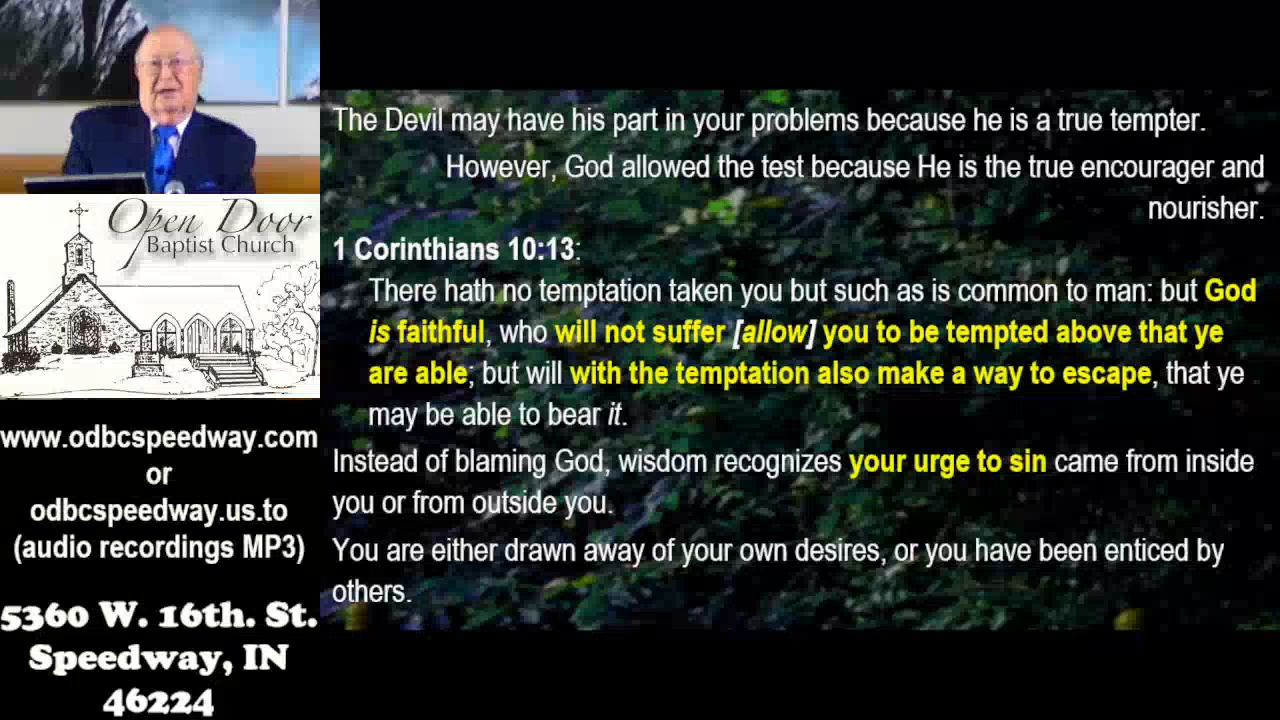 Open Door
Baptist Church
www.odbcspeedway.com
or
odbcspeedway.us.to
(audio recordings MP3)
5360 W. 16th. St.
Speedway, IN
46224
The Devil may have his part in your problems because he is a true tempter.
However, God allowed the test because He is the true encourager and
nourisher.
1 Corinthians 10:13:
There hath no temptation taken you but such as is common to man: but God
is faithful, who will not suffer [allow] you to be tempted above that ye
are able; but will with the temptation also make a way to escape, that ye
may be able to bear it.
Instead of blaming God, wisdom recognizes your urge to sin came from inside
you or from outside you.
You are either drawn away of your own desires, or you have been enticed by
others.